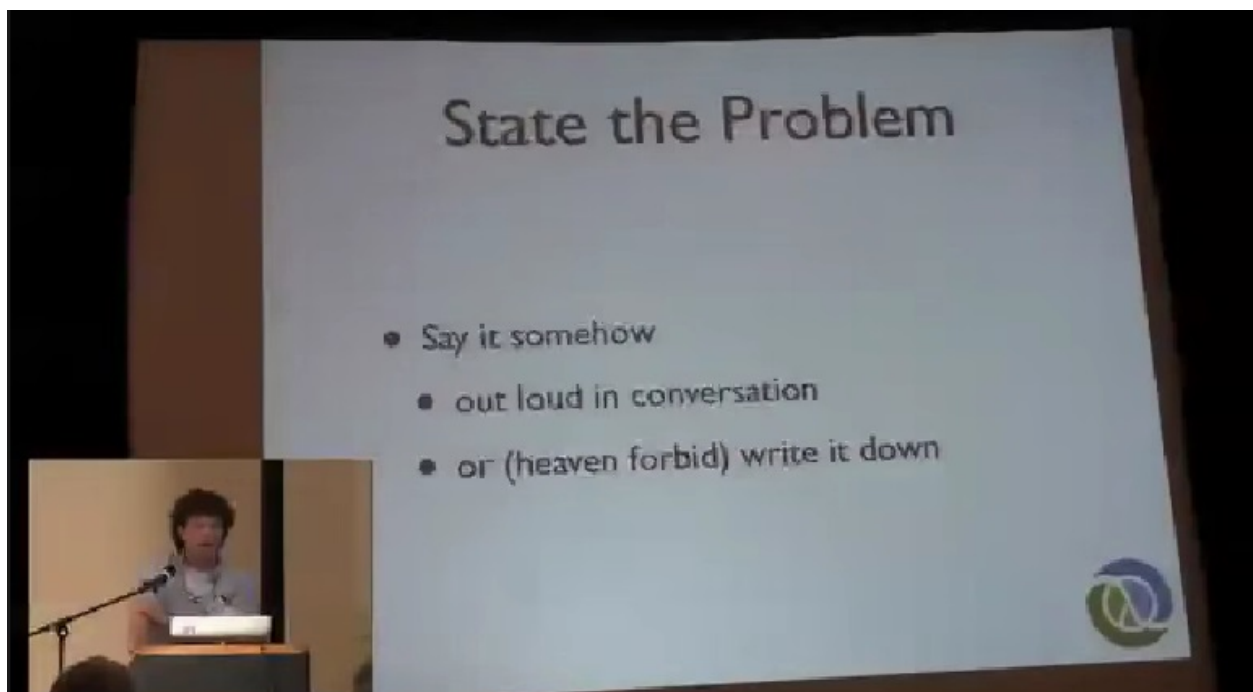 State the Problem
Say it somehow
out loud in conversation
or (heaven forbid) write it down